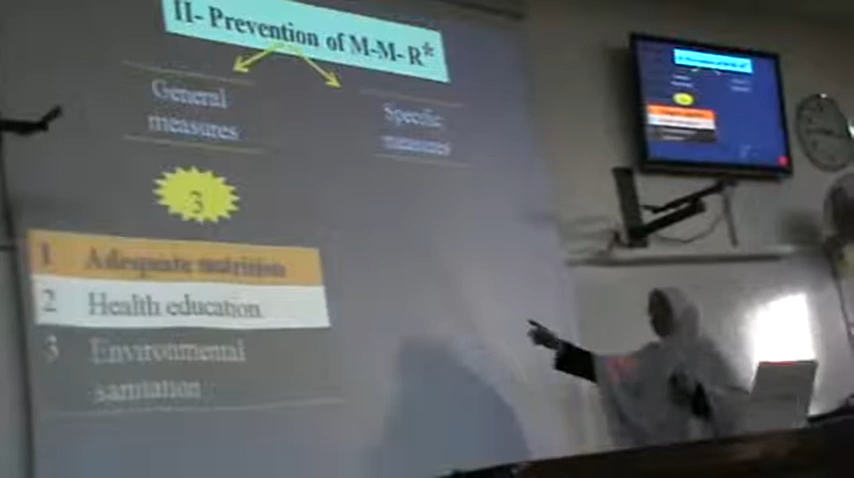 II- Prevention of M-M-R*
General
measures
Specific
measures
3
1 Adequate nutrition
2 Health education
3 Environmental
sanitation